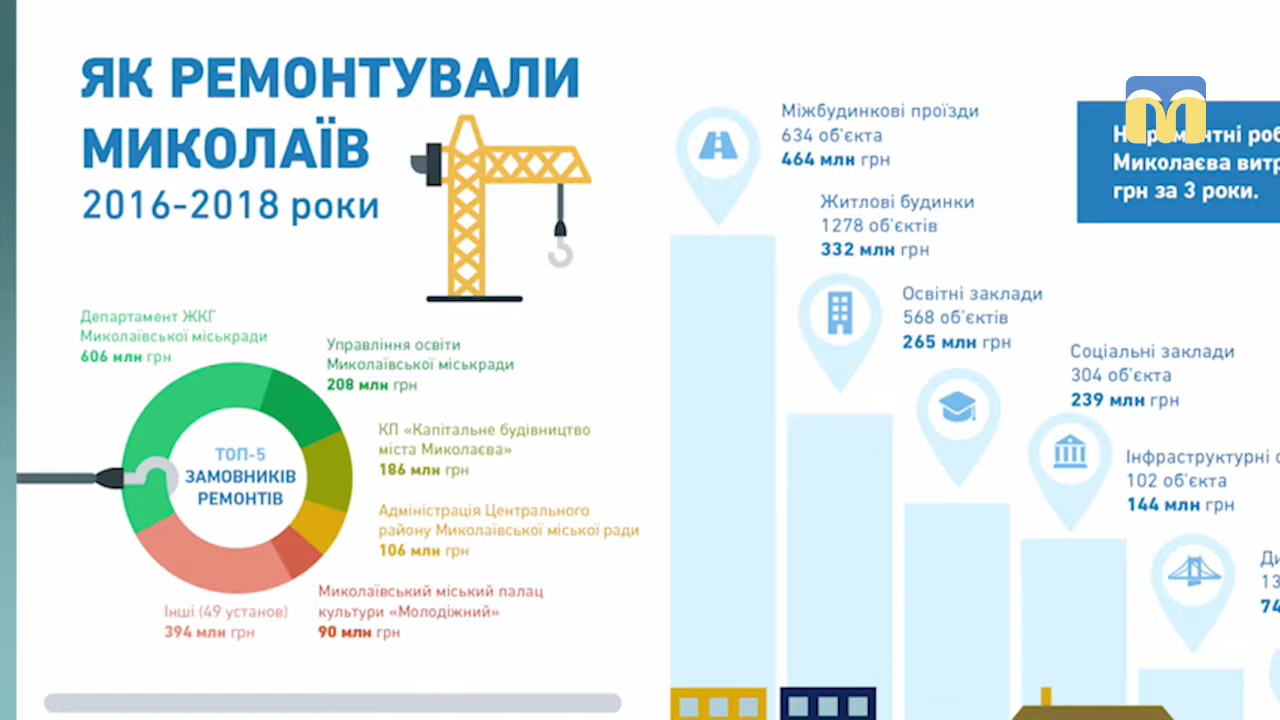 ЯК РЕМОНТУВАЛИ
МИКОЛАЇВ
2016-2018 роки
Департамент ЖКГ
Миколаївської міськради
606 млн грн
Управління освіти
Миколаївської міськради
208 млн грн
КП «Капітальне будівництво
міста Миколаєва»
186 млн грн
Адміністрація Центрального
району Миколаївської міської ради
106 млн грн
Миколаївський міський палац
культури «Молодіжний»
90 млн грн
Інші (49 установ)
394 млн грн
ТОП-5
ЗАМОВНИКІВ
РЕМОНТІВ
Міжбудинкові проїзди
634 об'єкта
464 млн грн
Житлові будинки
1278 об'єктів
332 млн грн
Освітні заклади
568 об'єктів
265 млн грн
Соціальні заклади
304 об'єкта
239 млн грн
Інфраструктурні
102 об'єкта
144 млн грн
Миколаєва
грн за 3 роки.